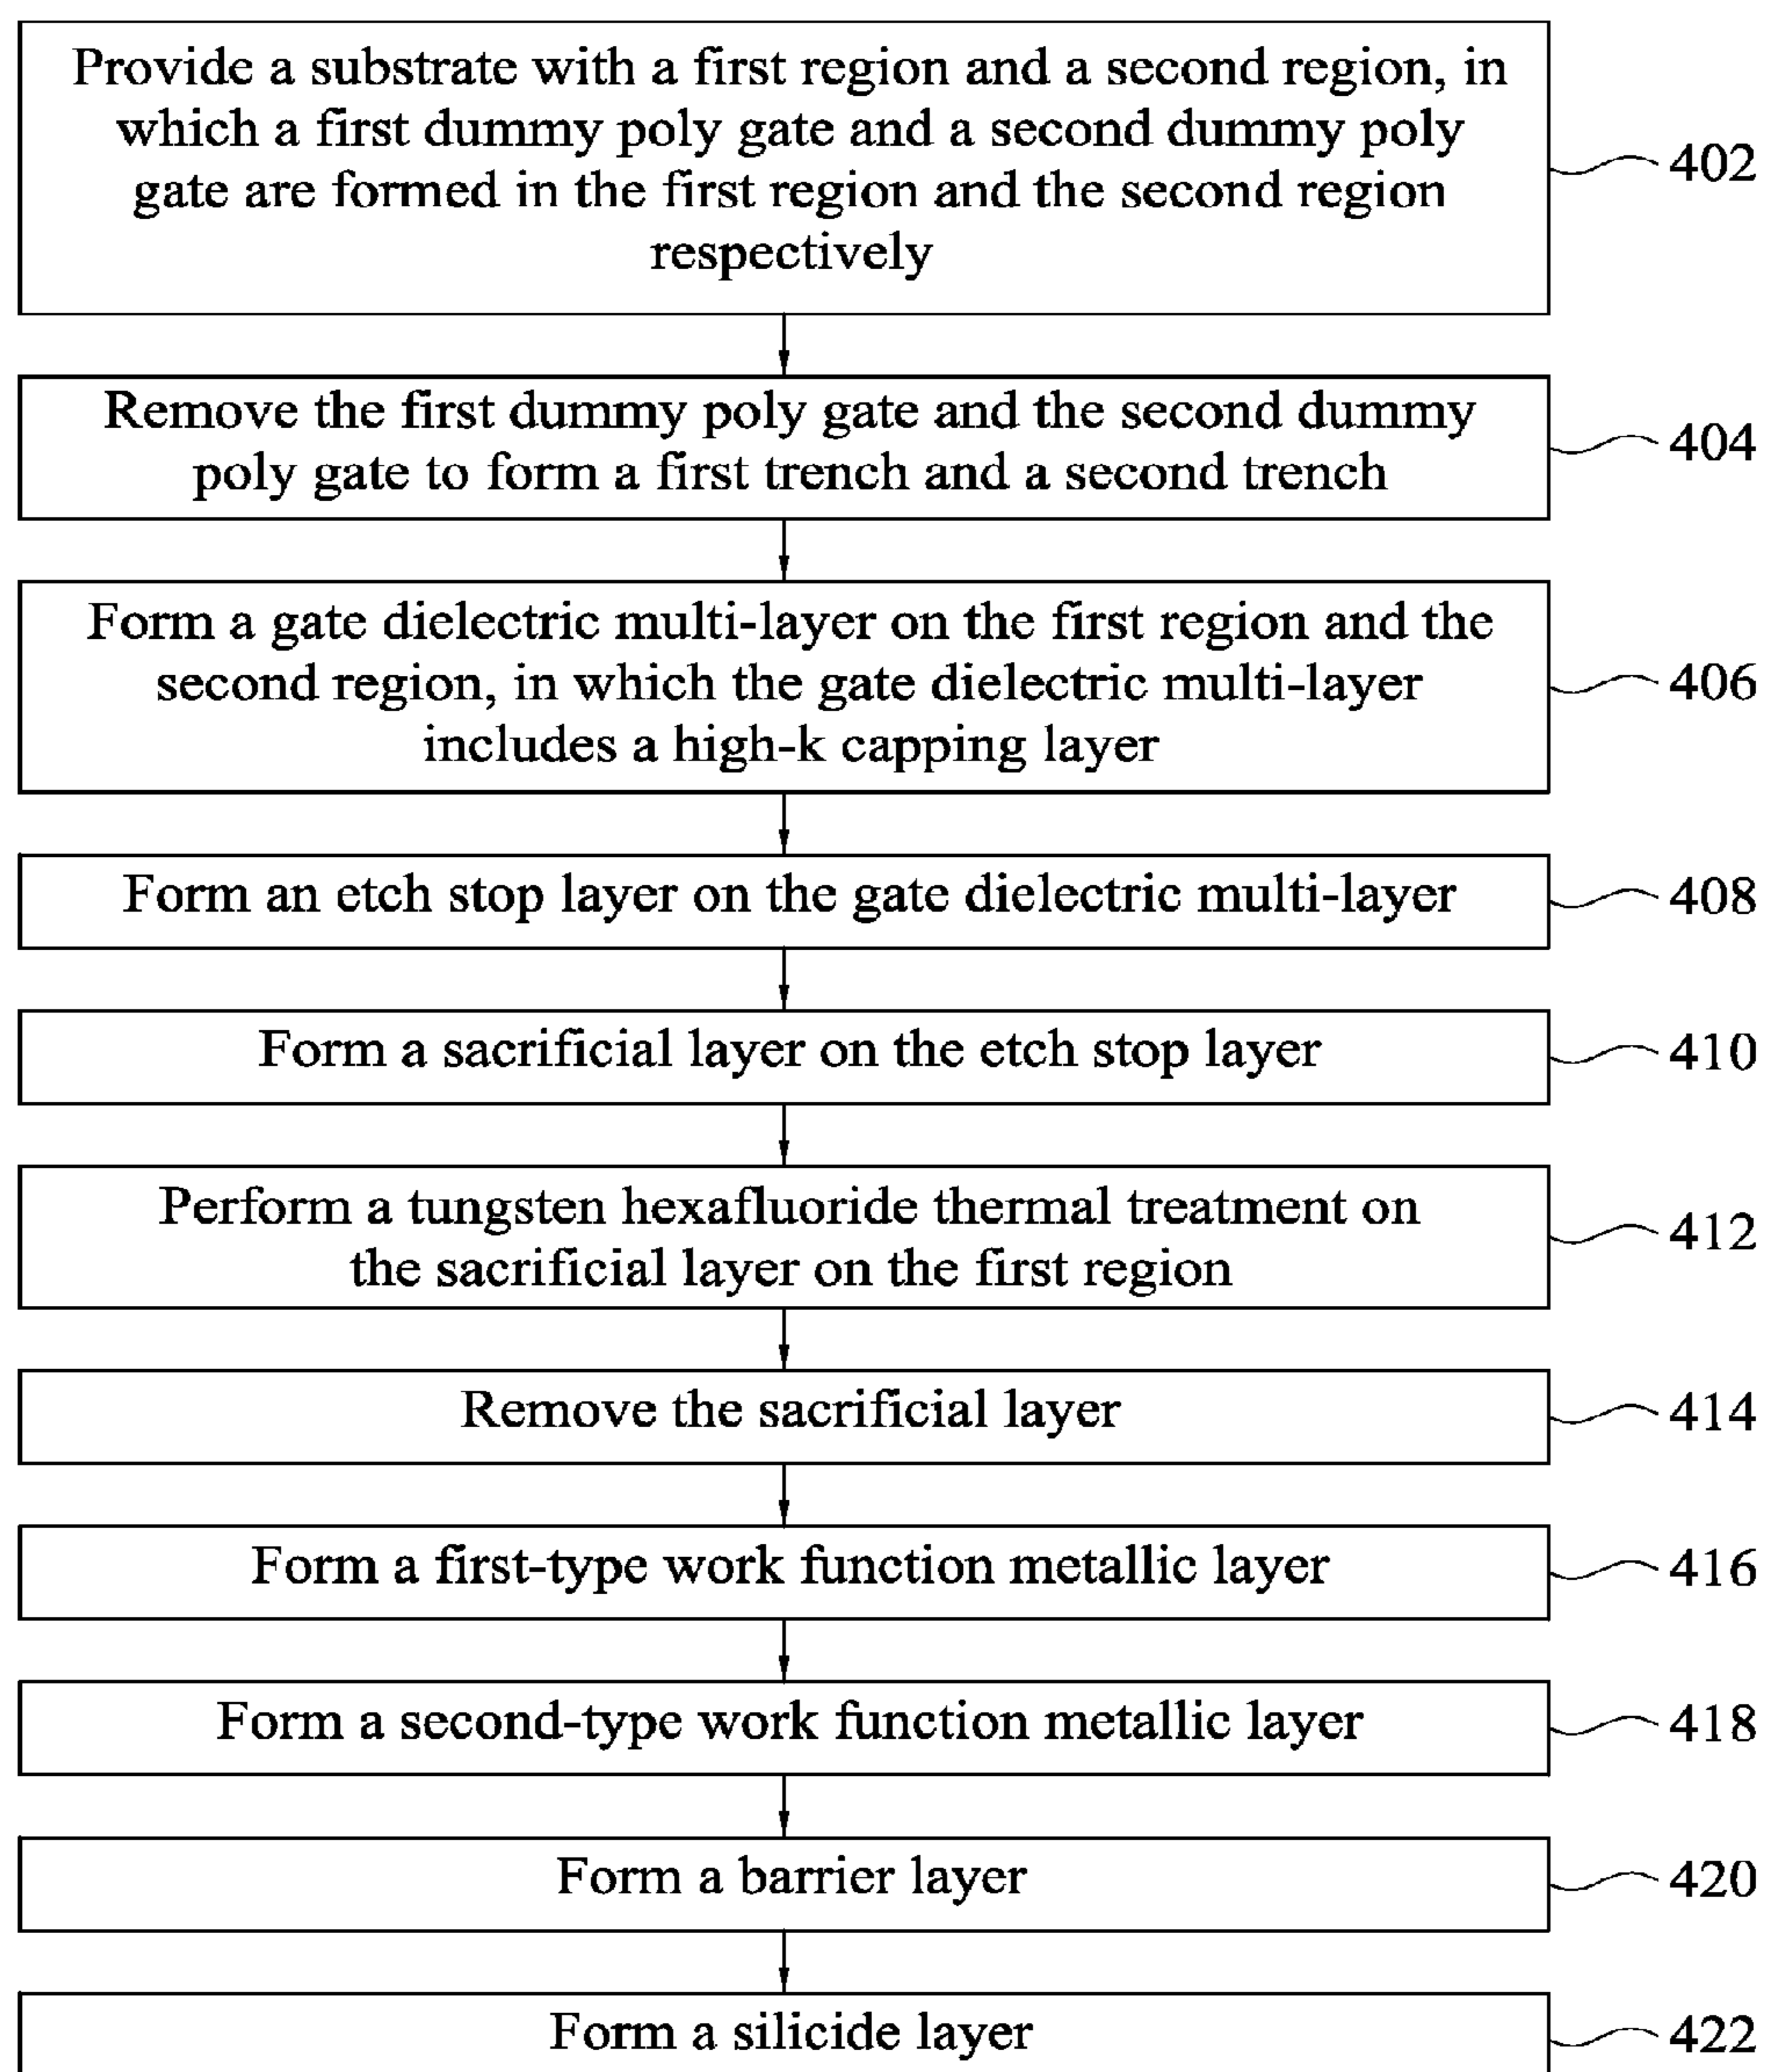 Provide a substrate with a first region and a second region, in
which a first dummy poly gate and a second dummy poly
gate are formed in the first region and the second region
respectively
402
Remove the first dummy poly gate and the second dummy
poly gate to form a first trench and a second trench
404
Form a gate dielectric multi-layer on the first region and the
second region, in which the gate dielectric multi-layer
includes a high-k capping layer
406
Form an etch stop layer on the gate dielectric multi-layer
408
Form a sacrificial layer on the etch stop layer
410
Perform a tungsten hexafluoride thermal treatment on
the sacrificial layer on the first region
412
Remove the sacrificial layer
414
Form a first-type work function metallic layer
416
Form a second-type work function metallic layer
418
Form a barrier layer
420
Form a silicide layer
422